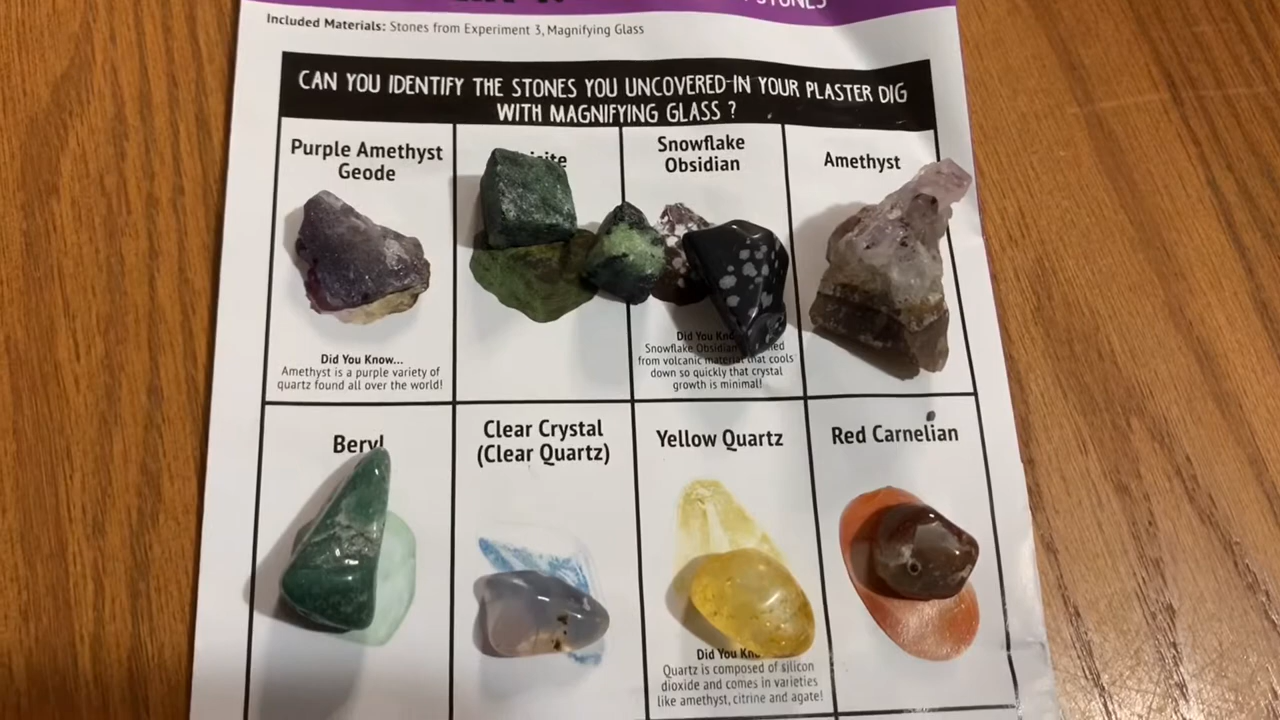 STONES
Included Materials: Stones from Experiment 3, Magnifying Glass
CAN YOU IDENTIFY THE STONES YOU UNCOVERED IN YOUR PLASTER DIG
WITH MAGNIFYING GLASS ?
Purple Amethyst
Geode
Did You Know...
Amethyst is a purple variety of
quartz found all over the world!
Snowflake
Obsidian
Did You
Snowflake Obsidian
from volcanic material that cools
down so quickly that crystal
growth is minimal!
Amethyst
Beryl
Clear Crystal
(Clear Quartz)
Yellow Quartz
Did You
Quartz is composed of silicon
dioxide and comes in varieties
like amethyst, citrine and agate!
Red Carnelian